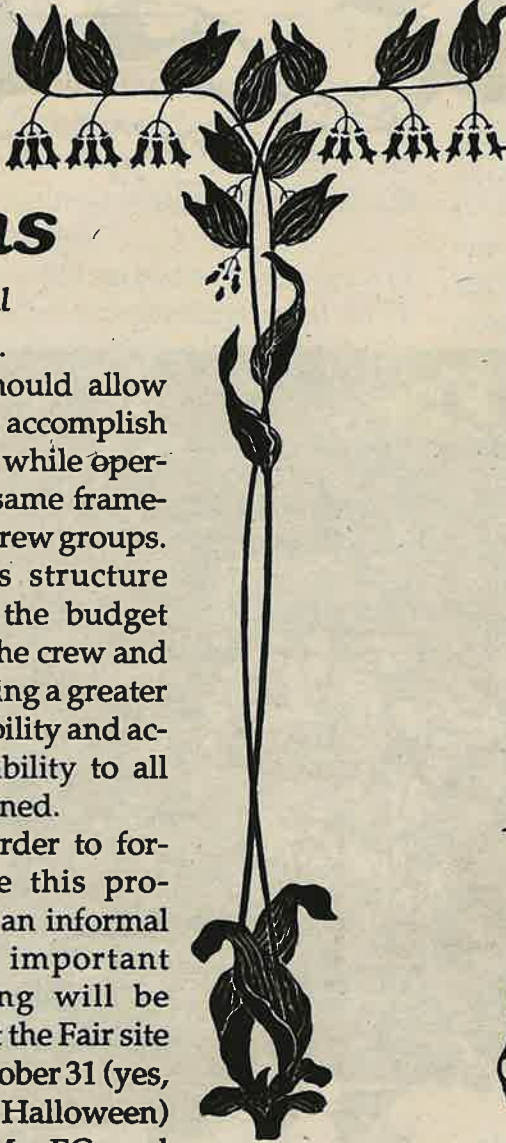 as
l
.
hould allow
accomplish
while oper-
same frame-
rew groups.
s structure
the budget
he crew and
ing a greater
bility and ac-
ibility to all
ned.
rder to for-
e this pro-
an informal
important
ng will be
t the Fair site
ober 31 (yes,
Halloween)